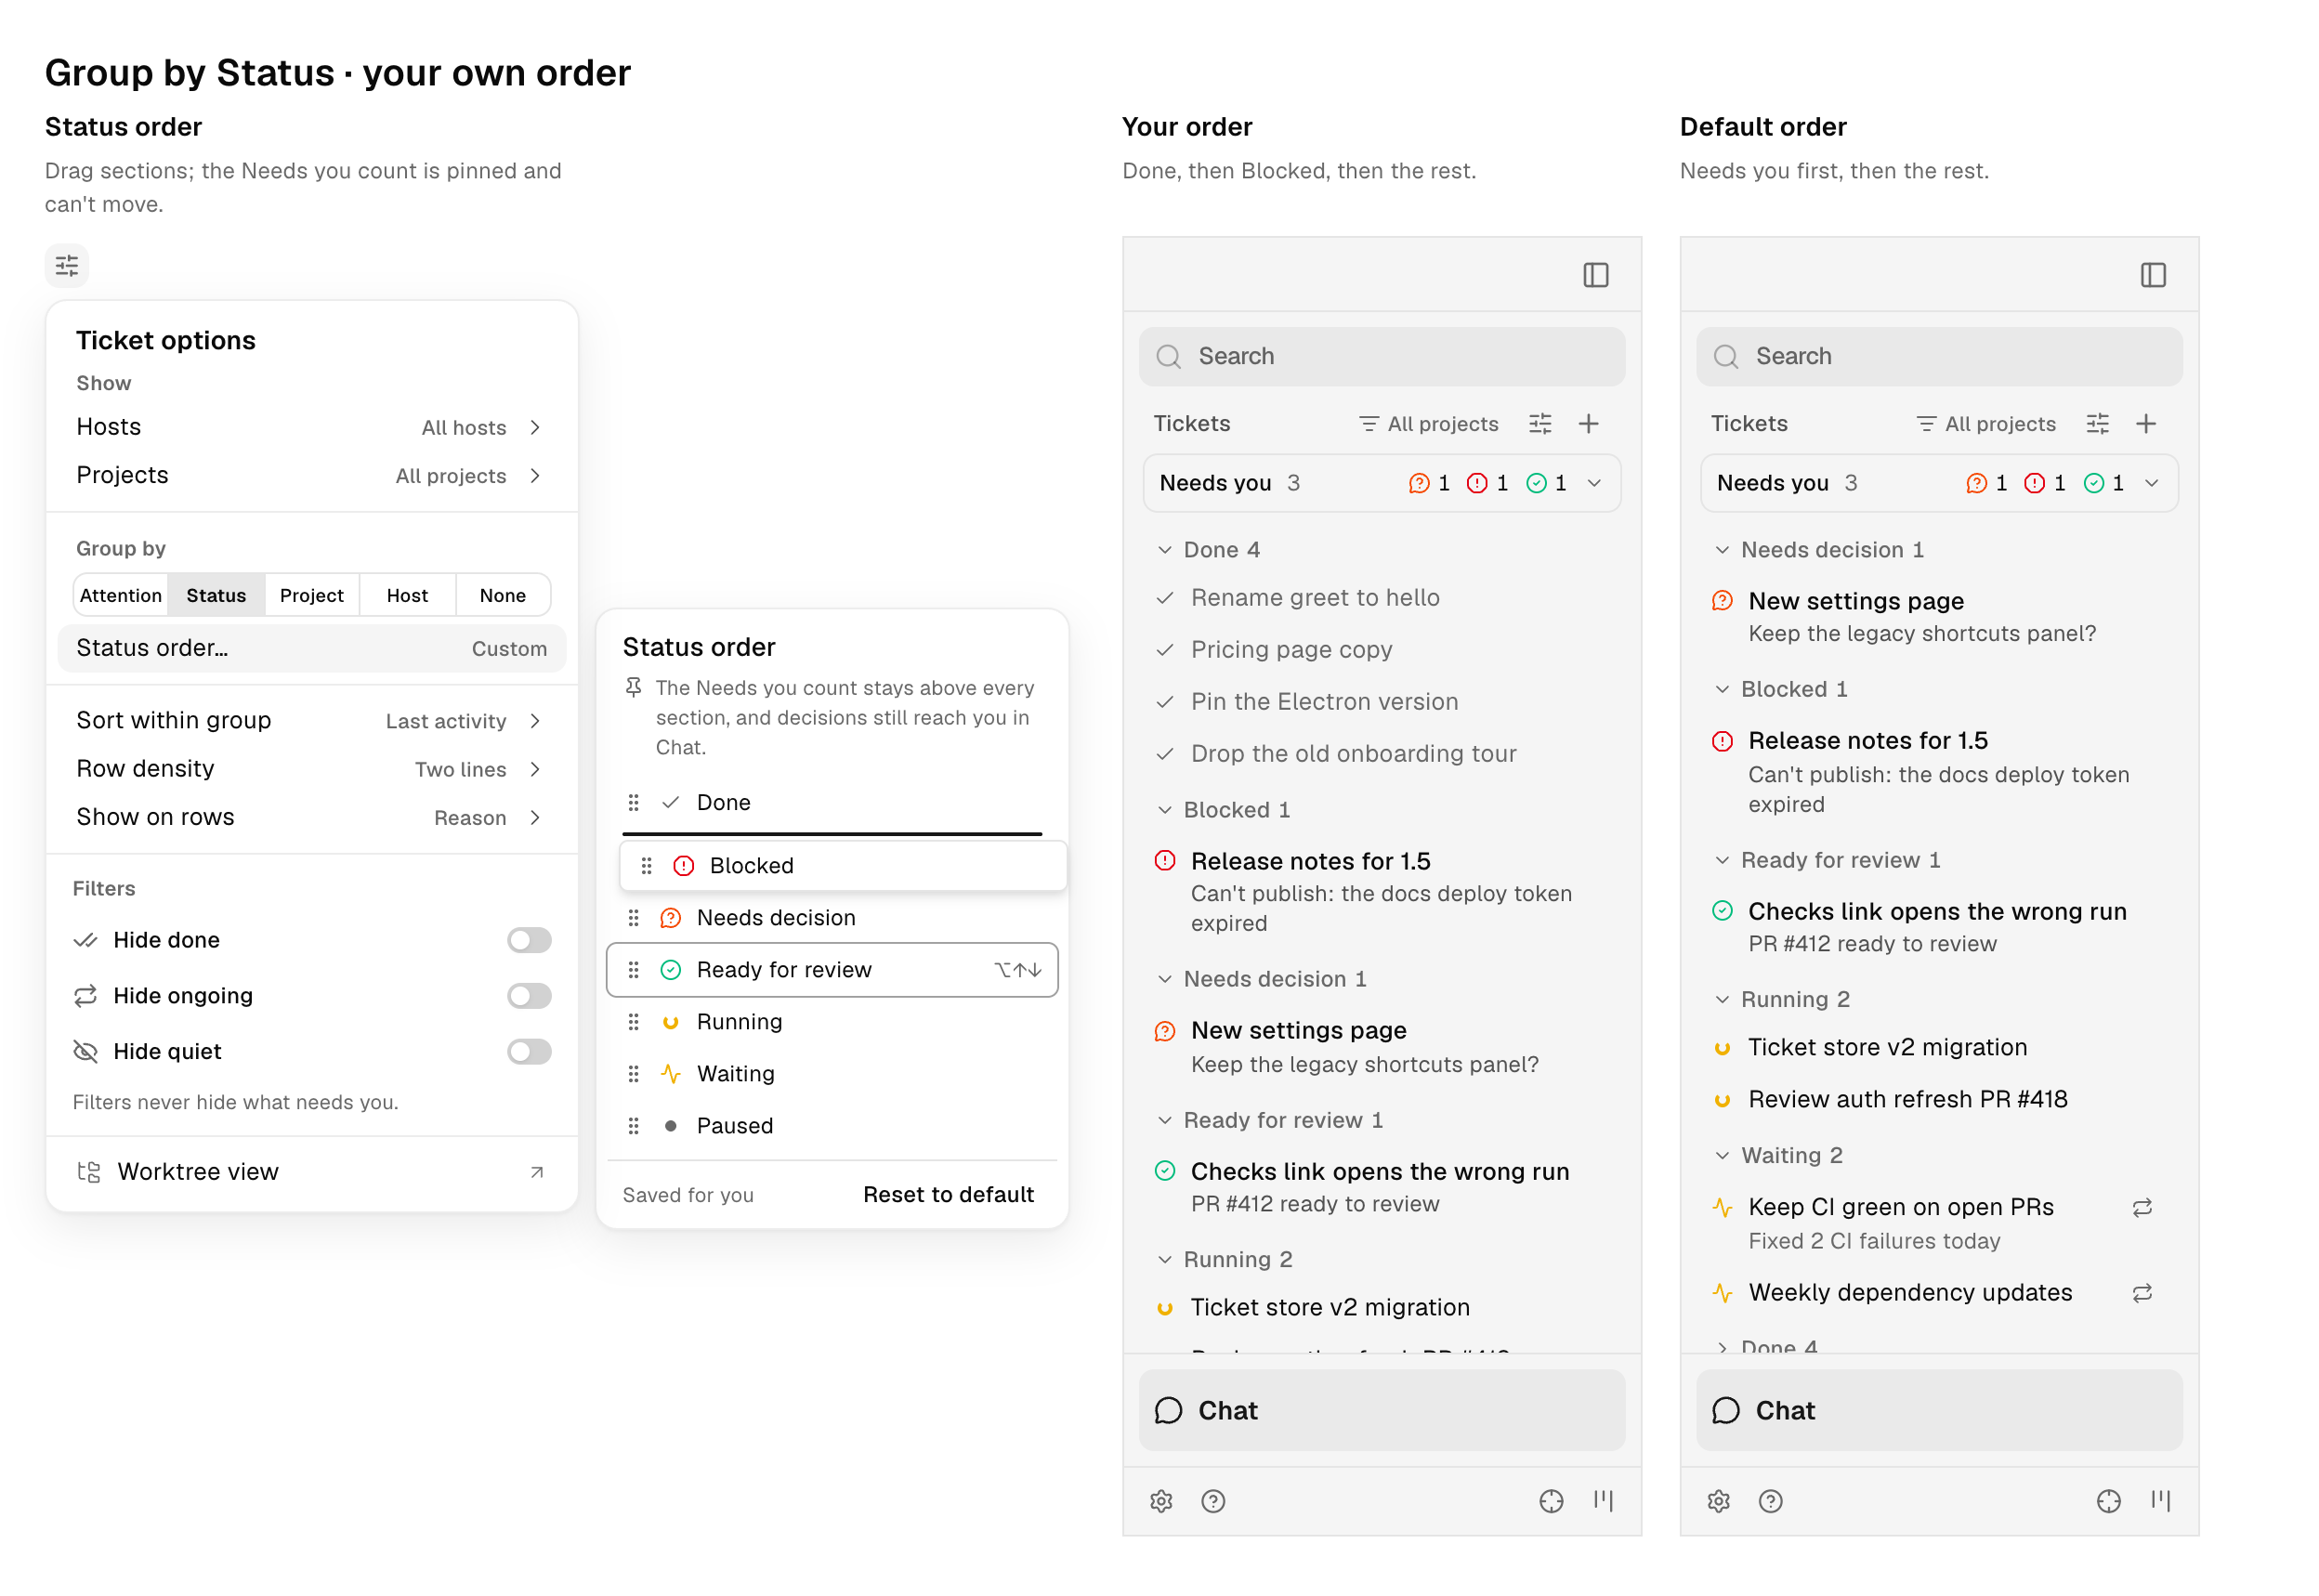 Group by Status · your own order
Status order
Drag sections; the Needs you count is pinned and
can't move.
Ticket options
Show
Hosts All hosts
Projects All projects
Group by
Attention Status Project Host None
Status order… Custom
Sort within group Last activity
Row density Two lines
Show on rows Reason
Filters
Hide done
Hide ongoing
Hide quiet
Filters never hide what needs you.
Worktree view
Status order
The Needs you count stays above every
section, and decisions still reach you in
Chat.
Done
Blocked
Needs decision
Ready for review ⌥↑↓
Running
Waiting
Paused
Saved for you Reset to default
Your order
Done, then Blocked, then the rest.
Search
Tickets All projects
Needs you 3 1 1 1
Done 4
Rename greet to hello
Pricing page copy
Pin the Electron version
Drop the old onboarding tour
Blocked 1
Release notes for 1.5
Can't publish: the docs deploy token
expired
Needs decision 1
New settings page
Keep the legacy shortcuts panel?
Ready for review 1
Checks link opens the wrong run
PR #412 ready to review
Running 2
Ticket store v2 migration
Chat
Default order
Needs you first, then the rest.
Search
Tickets All projects
Needs you 3 1 1 1
Needs decision 1
New settings page
Keep the legacy shortcuts panel?
Blocked 1
Release notes for 1.5
Can't publish: the docs deploy token
expired
Ready for review 1
Checks link opens the wrong run
PR #412 ready to review
Running 2
Ticket store v2 migration
Review auth refresh PR #418
Waiting 2
Keep CI green on open PRs
Fixed 2 CI failures today
Weekly dependency updates
Done 4
Chat